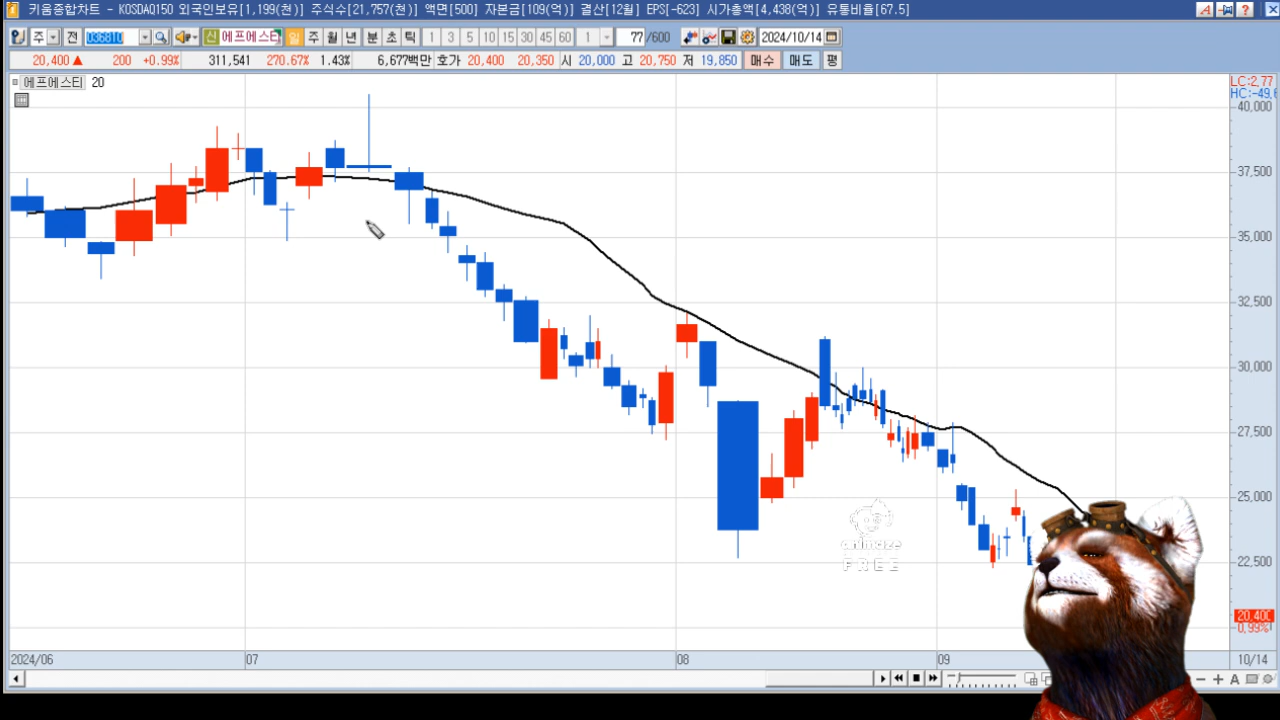 키움종합차트 - KOSDAQ150 외국인보유[1,199(천)] 주식수[21,757(천)] 액면[500] 자본금[109(억)] 결산[12월] EPS[-623] 시가총액[4,438(억)] 유통비율[67.5]
주 전 036810 신 에프에스티 일 주 월 년 분 초 틱 1 3 5 10 15 30 45 60 1 77 /600 2024/10/14
20,400 ▲ 200 +0.99% 311,541 270.67% 1.43% 6,677백만 호가 20,400 20,350 시 20,000 고 20,750 저 19,850 매수 매도 평
에프에스티 20
LC:2,77
HC:-49,6
40,000
37,500
35,000
32,500
30,000
27,500
25,000
22,500
20,400
0,99%
animaze
FREE
2024/06 07 08 09 10/14
A